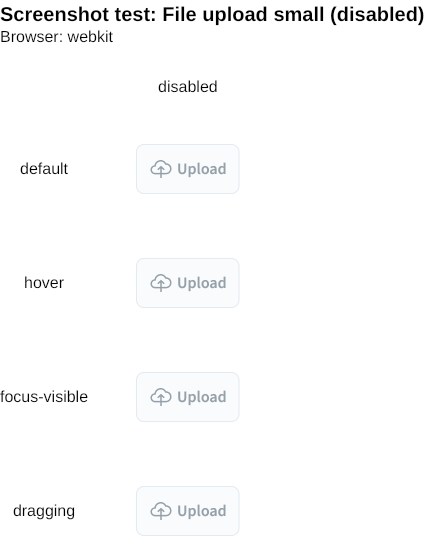 Screenshot test: File upload small (disabled)
Browser: webkit
disabled
default Upload
hover Upload
focus-visible Upload
dragging Upload